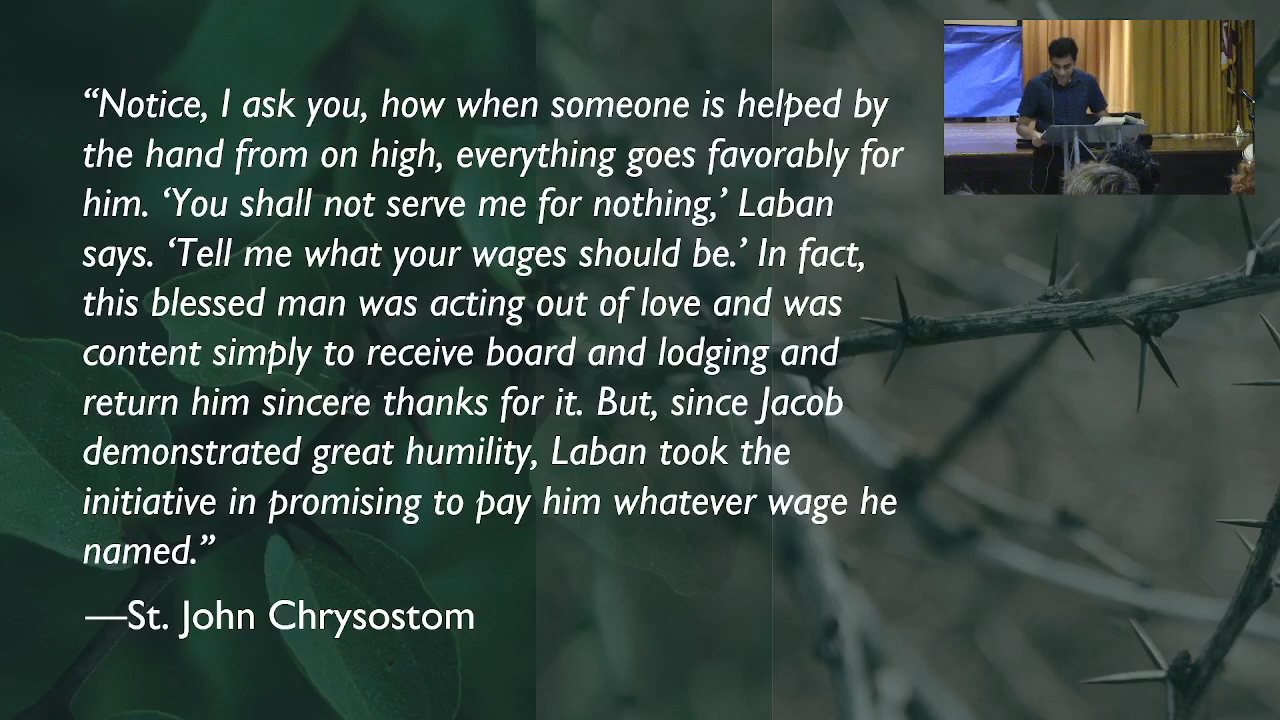 “Notice, I ask you, how when someone is helped by
the hand from on high, everything goes favorably for
him. ‘You shall not serve me for nothing,’ Laban
says. ‘Tell me what your wages should be.’ In fact,
this blessed man was acting out of love and was
content simply to receive board and lodging and
return him sincere thanks for it. But, since Jacob
demonstrated great humility, Laban took the
initiative in promising to pay him whatever wage he
named.”
—St. John Chrysostom